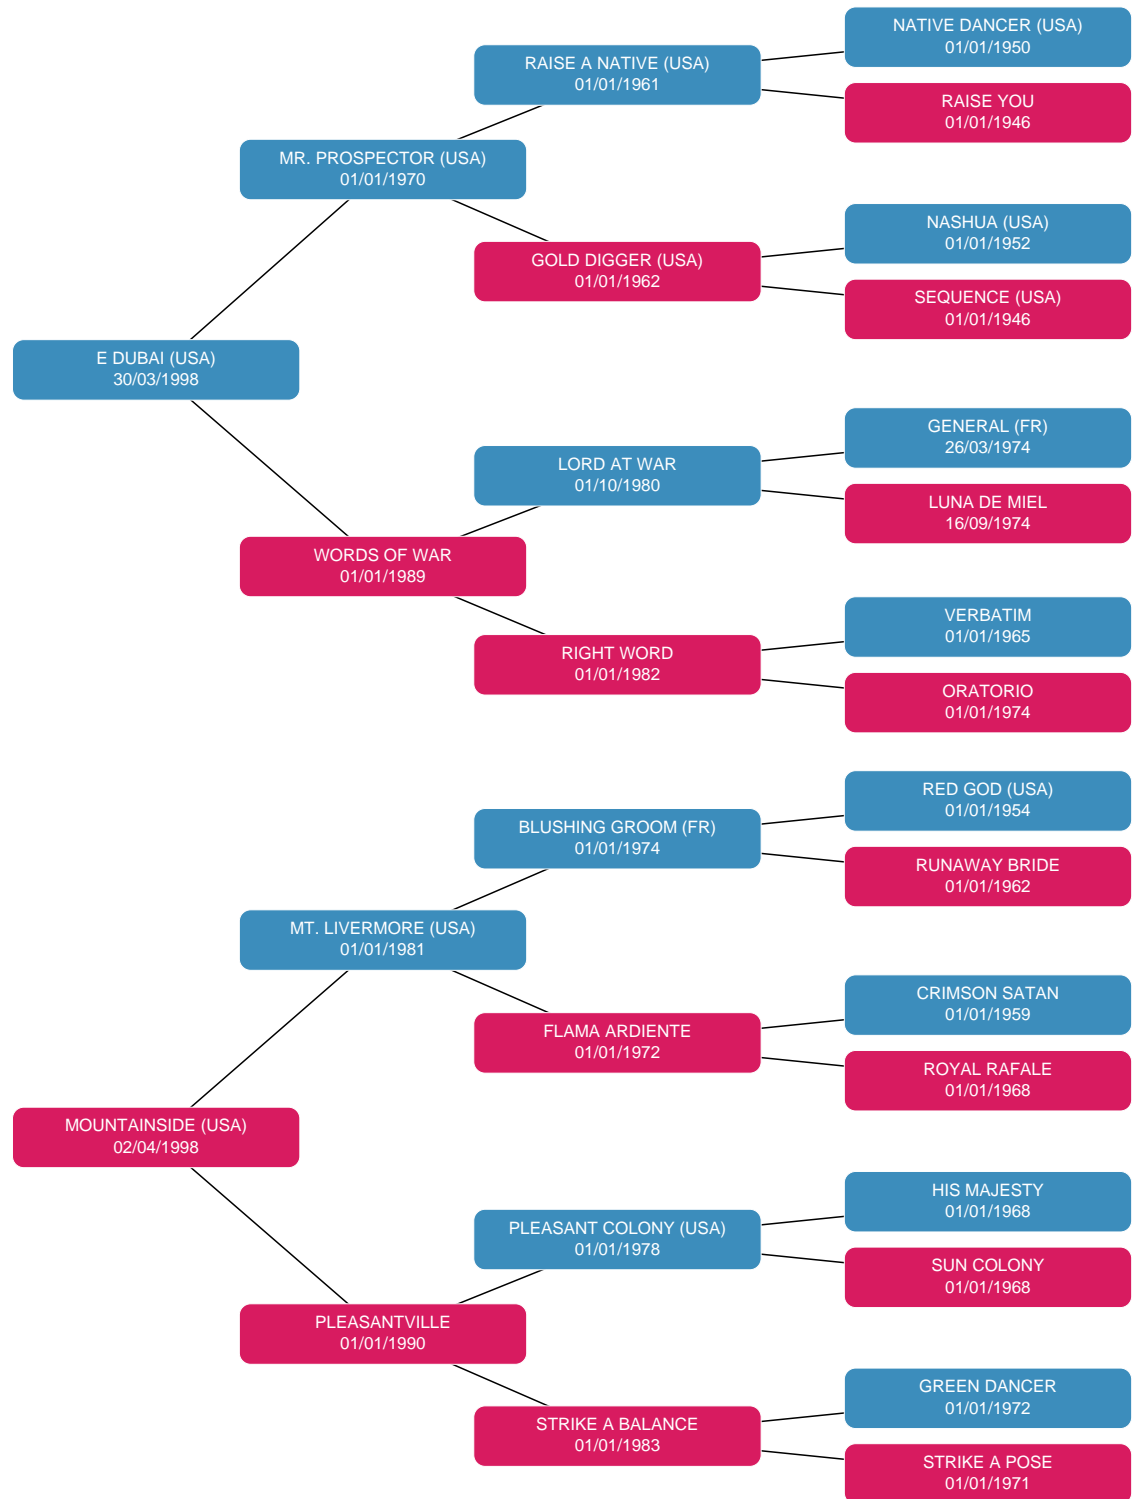 NATIVE DANCER (USA)
01/01/1950
RAISE A NATIVE (USA)
01/01/1961
RAISE YOU
01/01/1946
MR. PROSPECTOR (USA)
01/01/1970
NASHUA (USA)
01/01/1952
GOLD DIGGER (USA)
01/01/1962
SEQUENCE (USA)
01/01/1946
E DUBAI (USA)
30/03/1998
GENERAL (FR)
26/03/1974
LORD AT WAR
01/10/1980
LUNA DE MIEL
16/09/1974
WORDS OF WAR
01/01/1989
VERBATIM
01/01/1965
RIGHT WORD
01/01/1982
ORATORIO
01/01/1974
RED GOD (USA)
01/01/1954
BLUSHING GROOM (FR)
01/01/1974
RUNAWAY BRIDE
01/01/1962
MT. LIVERMORE (USA)
01/01/1981
CRIMSON SATAN
01/01/1959
FLAMA ARDIENTE
01/01/1972
ROYAL RAFALE
01/01/1968
MOUNTAINSIDE (USA)
02/04/1998
HIS MAJESTY
01/01/1968
PLEASANT COLONY (USA)
01/01/1978
SUN COLONY
01/01/1968
PLEASANTVILLE
01/01/1990
GREEN DANCER
01/01/1972
STRIKE A BALANCE
01/01/1983
STRIKE A POSE
01/01/1971